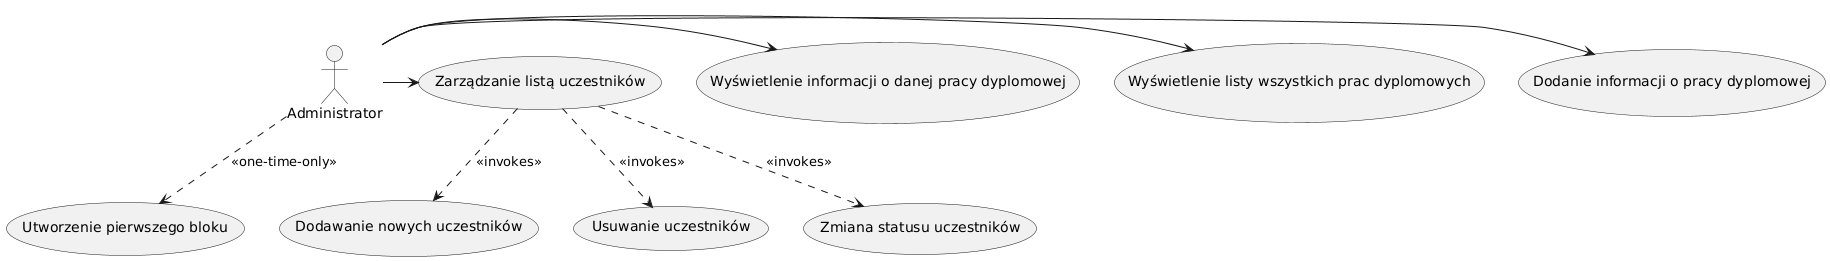 Administrator
Zarządzanie listą uczestników
Wyświetlenie informacji o danej pracy dyplomowej
Wyświetlenie listy wszystkich prac dyplomowych
Dodanie informacji o pracy dyplomowej
«one-time-only»
«invokes»
«invokes»
«invokes»
Utworzenie pierwszego bloku
Dodawanie nowych uczestników
Usuwanie uczestników
Zmiana statusu uczestników